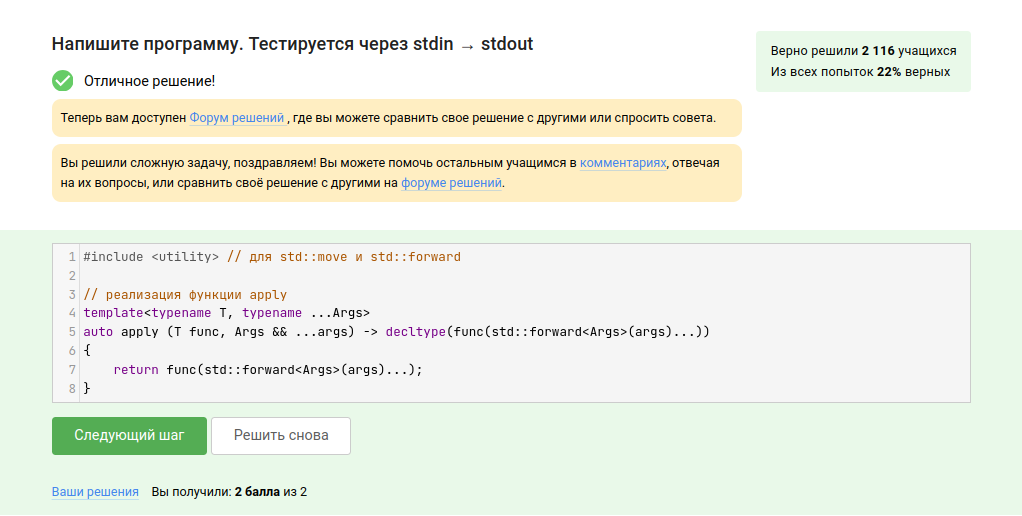 Напишите программу. Тестируется через stdin → stdout
Верно решили 2 116 учащихся
Из всех попыток 22% верных
Отличное решение!
Теперь вам доступен Форум решений , где вы можете сравнить свое решение с другими или спросить совета.
Вы решили сложную задачу, поздравляем! Вы можете помочь остальным учащимся в комментариях, отвечая
на их вопросы, или сравнить своё решение с другими на форуме решений.
1 #include <utility> // для std::move и std::forward
2
3 // реализация функции apply
4 template<typename T, typename ...Args>
5 auto apply (T func, Args && ...args) -> decltype(func(std::forward<Args>(args)...))
6 {
7     return func(std::forward<Args>(args)...);
8 }
Следующий шаг
Решить снова
Ваши решения Вы получили: 2 балла из 2